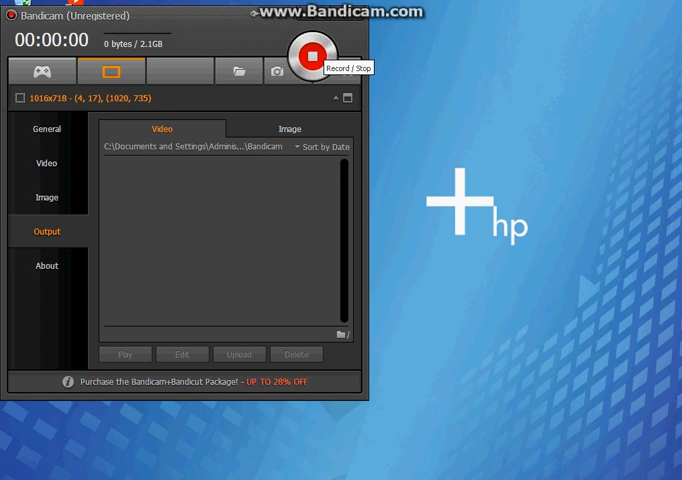 Bandicam (Unregistered)
www.Bandicam.com
00:00:00
0 bytes / 2.1GB
Record / Stop
1016x718 - (4, 17), (1020, 735)
General
Video
Image
Output
About
Video
Image
C:\Documents and Settings\Adminis...\Bandicam
Sort by Date
Play
Edit
Upload
Delete
Purchase the Bandicam+Bandicut Package! - UP TO 28% OFF
hp